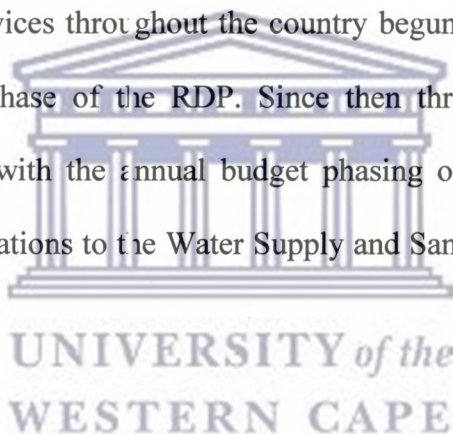 vices throughout the country begun
hase of the RDP. Since then thr
with the annual budget phasing o
ations to the Water Supply and San
UNIVERSITY of the
WESTERN CAPE